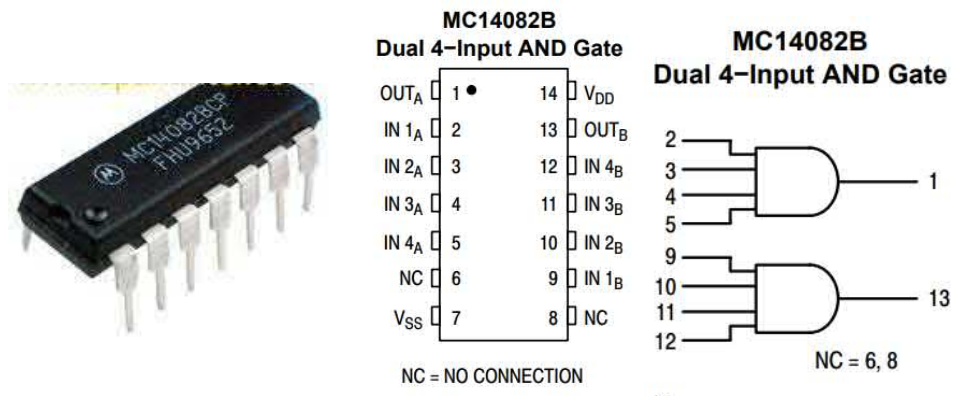 MC14082BCP
FHU9652
MC14082B
Dual 4−Input AND Gate
OUTA 1 14 VDD
IN 1A 2 13 OUTB
IN 2A 3 12 IN 4B
IN 3A 4 11 IN 3B
IN 4A 5 10 IN 2B
NC 6 9 IN 1B
VSS 7 8 NC
NC = NO CONNECTION
MC14082B
Dual 4−Input AND Gate
2
3
4
5
1
9
10
11
12
13
NC = 6, 8